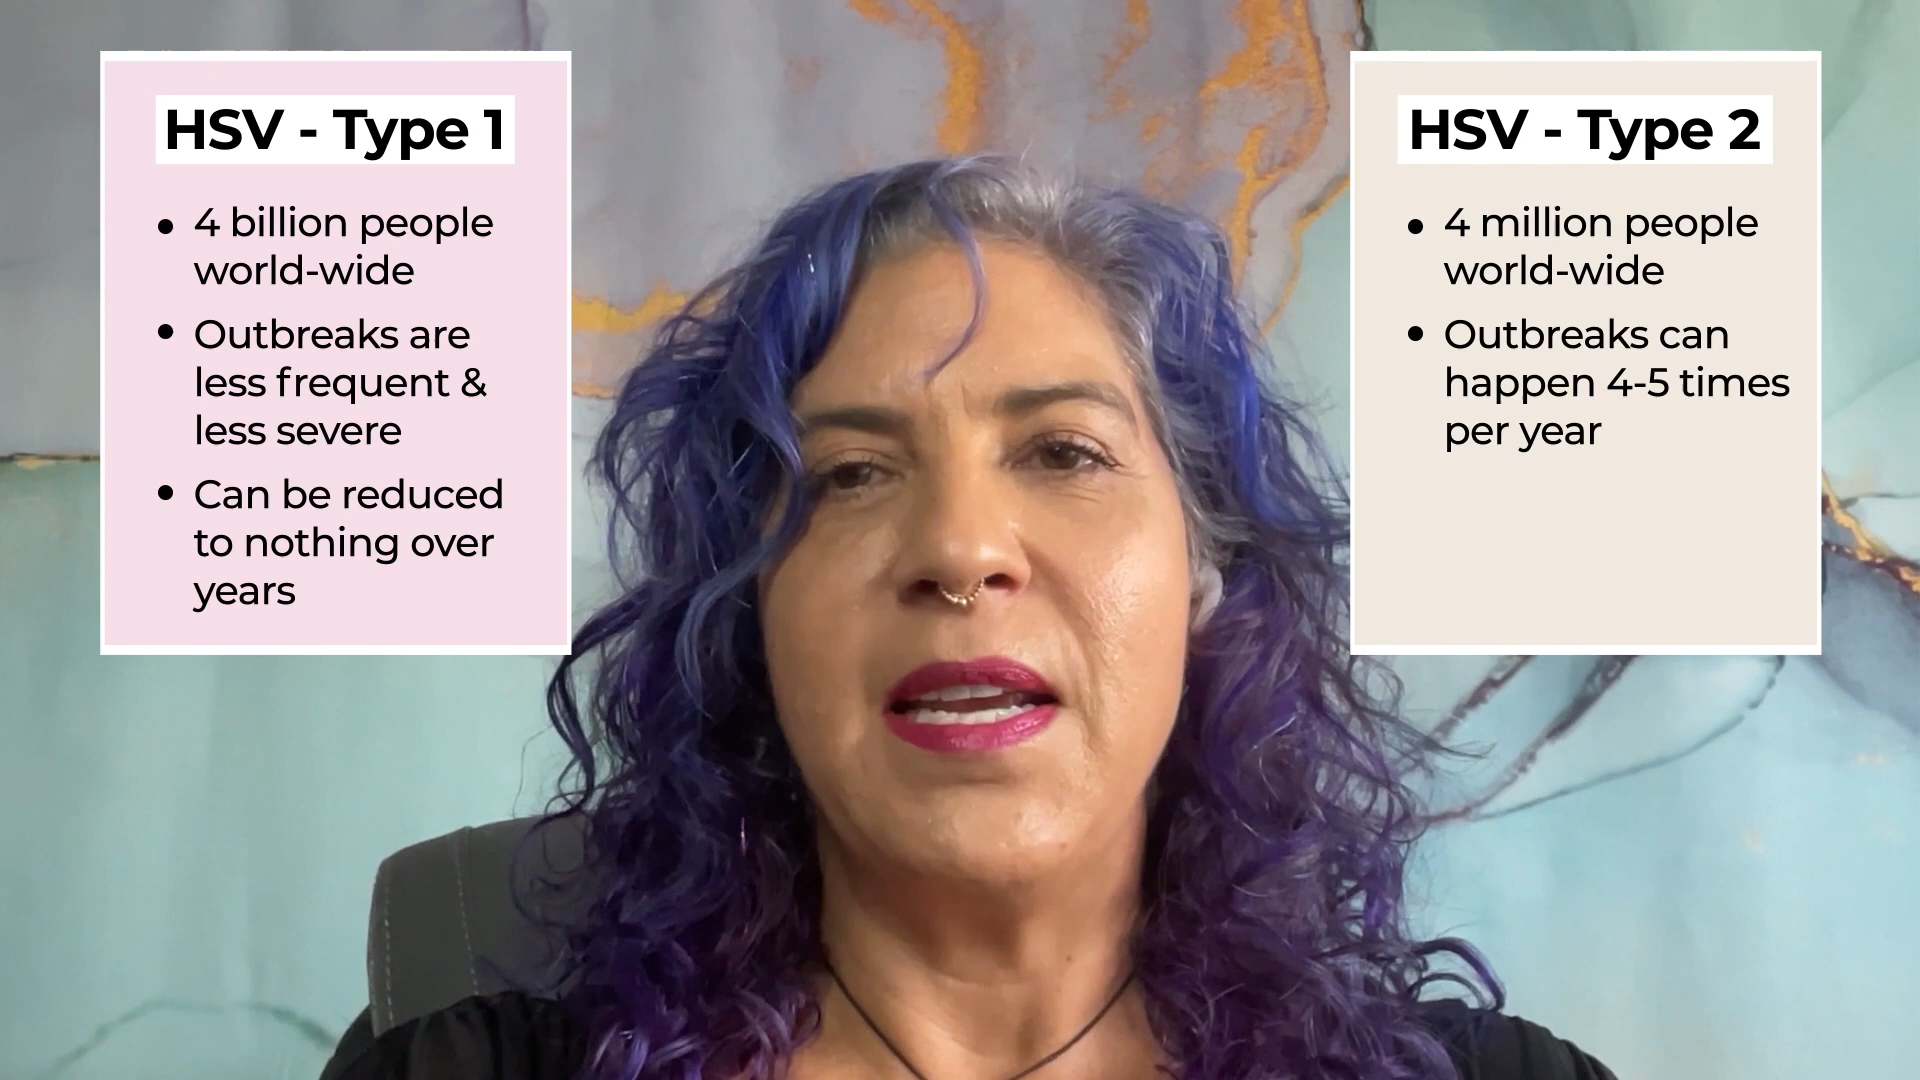 HSV - Type 1
• 4 billion people
world-wide
• Outbreaks are
less frequent &
less severe
• Can be reduced
to nothing over
years
HSV - Type 2
• 4 million people
world-wide
• Outbreaks can
happen 4-5 times
per year